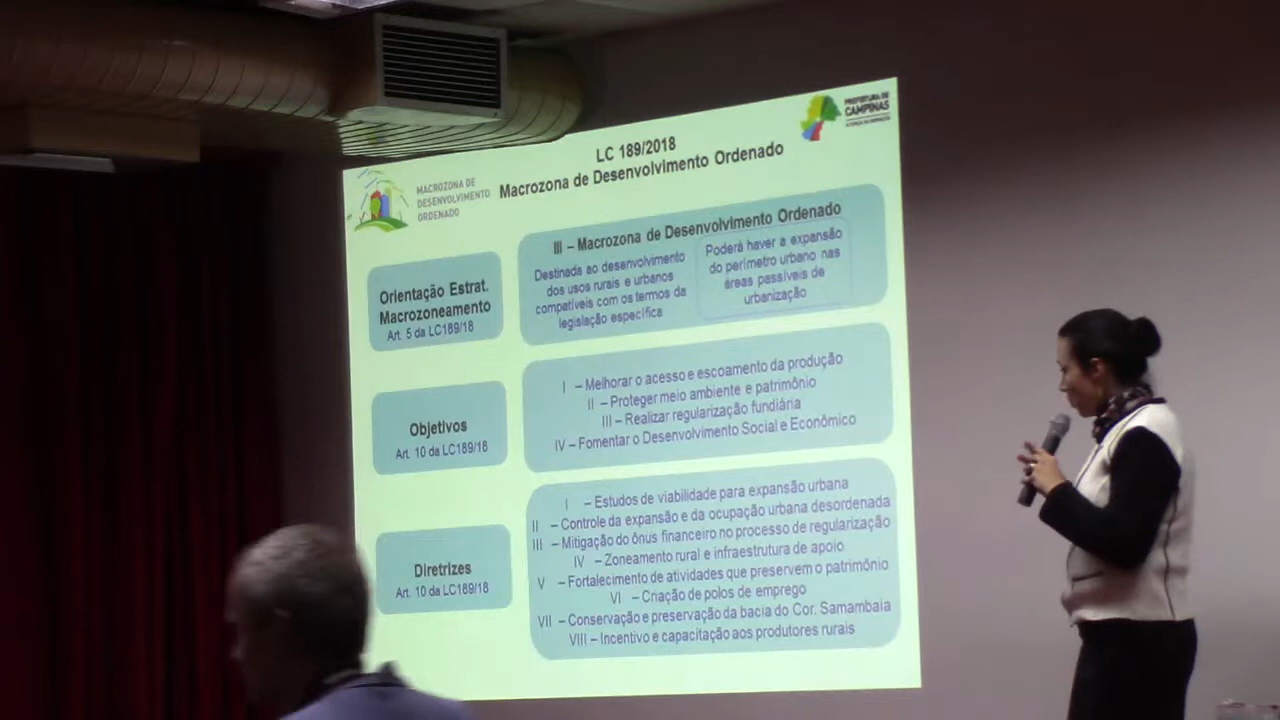 PREFEITURA DE
CAMPINAS
LC 189/2018
Macrozona de Desenvolvimento Ordenado
MACROZONA DE
DESENVOLVIMENTO
ORDENADO
III – Macrozona de Desenvolvimento Ordenado
Destinada ao desenvolvimento
dos usos rurais e urbanos
compatíveis com os termos da
legislação específica
Poderá haver a expansão
do perímetro urbano nas
áreas passíveis de
urbanização
Orientação Estrat.
Macrozoneamento
Art. 5 da LC189/18
I – Melhorar o acesso e escoamento da produção
II – Proteger meio ambiente e patrimônio
III – Realizar regularização fundiária
IV – Fomentar o Desenvolvimento Social e Econômico
Objetivos
Art. 10 da LC189/18
I – Estudos de viabilidade para expansão urbana
II – Controle da expansão e da ocupação urbana desordenada
III – Mitigação do ônus financeiro no processo de regularização
IV – Zoneamento rural e infraestrutura de apoio
V – Fortalecimento de atividades que preservem o patrimônio
VI – Criação de polos de emprego
VII – Conservação e preservação da bacia do Cor. Samambaia
VIII – Incentivo e capacitação aos produtores rurais
Diretrizes
Art. 10 da LC189/18